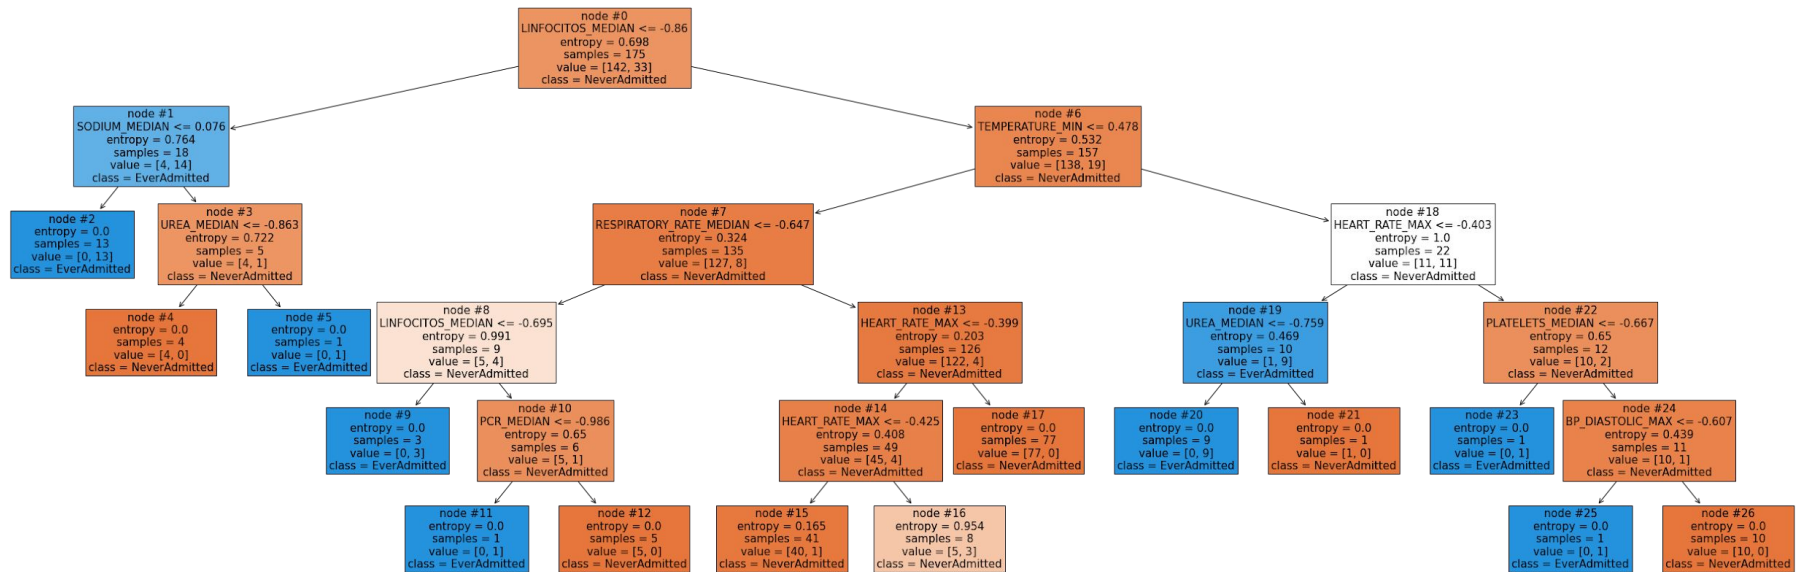 node #0
LINFOCITOS_MEDIAN <= -0.86
entropy = 0.698
samples = 175
value = [142, 33]
class = NeverAdmitted
node #1
SODIUM_MEDIAN <= 0.076
entropy = 0.764
samples = 18
value = [4, 14]
class = EverAdmitted
node #6
TEMPERATURE_MIN <= 0.478
entropy = 0.532
samples = 157
value = [138, 19]
class = NeverAdmitted
node #2
entropy = 0.0
samples = 13
value = [0, 13]
class = EverAdmitted
node #3
UREA_MEDIAN <= -0.863
entropy = 0.722
samples = 5
value = [4, 1]
class = NeverAdmitted
node #7
RESPIRATORY_RATE_MEDIAN <= -0.647
entropy = 0.324
samples = 135
value = [127, 8]
class = NeverAdmitted
node #18
HEART_RATE_MAX <= -0.403
entropy = 1.0
samples = 22
value = [11, 11]
class = NeverAdmitted
node #4
entropy = 0.0
samples = 4
value = [4, 0]
class = NeverAdmitted
node #5
entropy = 0.0
samples = 1
value = [0, 1]
class = EverAdmitted
node #8
LINFOCITOS_MEDIAN <= -0.695
entropy = 0.991
samples = 9
value = [5, 4]
class = NeverAdmitted
node #13
HEART_RATE_MAX <= -0.399
entropy = 0.203
samples = 126
value = [122, 4]
class = NeverAdmitted
node #19
UREA_MEDIAN <= -0.759
entropy = 0.469
samples = 10
value = [1, 9]
class = EverAdmitted
node #22
PLATELETS_MEDIAN <= -0.667
entropy = 0.65
samples = 12
value = [10, 2]
class = NeverAdmitted
node #9
entropy = 0.0
samples = 3
value = [0, 3]
class = EverAdmitted
node #10
PCR_MEDIAN <= -0.986
entropy = 0.65
samples = 6
value = [5, 1]
class = NeverAdmitted
node #14
HEART_RATE_MAX <= -0.425
entropy = 0.408
samples = 49
value = [45, 4]
class = NeverAdmitted
node #17
entropy = 0.0
samples = 77
value = [77, 0]
class = NeverAdmitted
node #20
entropy = 0.0
samples = 9
value = [0, 9]
class = EverAdmitted
node #21
entropy = 0.0
samples = 1
value = [1, 0]
class = NeverAdmitted
node #23
entropy = 0.0
samples = 1
value = [0, 1]
class = EverAdmitted
node #24
BP_DIASTOLIC_MAX <= -0.607
entropy = 0.439
samples = 11
value = [10, 1]
class = NeverAdmitted
node #11
entropy = 0.0
samples = 1
value = [0, 1]
class = EverAdmitted
node #12
entropy = 0.0
samples = 5
value = [5, 0]
class = NeverAdmitted
node #15
entropy = 0.165
samples = 41
value = [40, 1]
class = NeverAdmitted
node #16
entropy = 0.954
samples = 8
value = [5, 3]
class = NeverAdmitted
node #25
entropy = 0.0
samples = 1
value = [0, 1]
class = EverAdmitted
node #26
entropy = 0.0
samples = 10
value = [10, 0]
class = NeverAdmitted